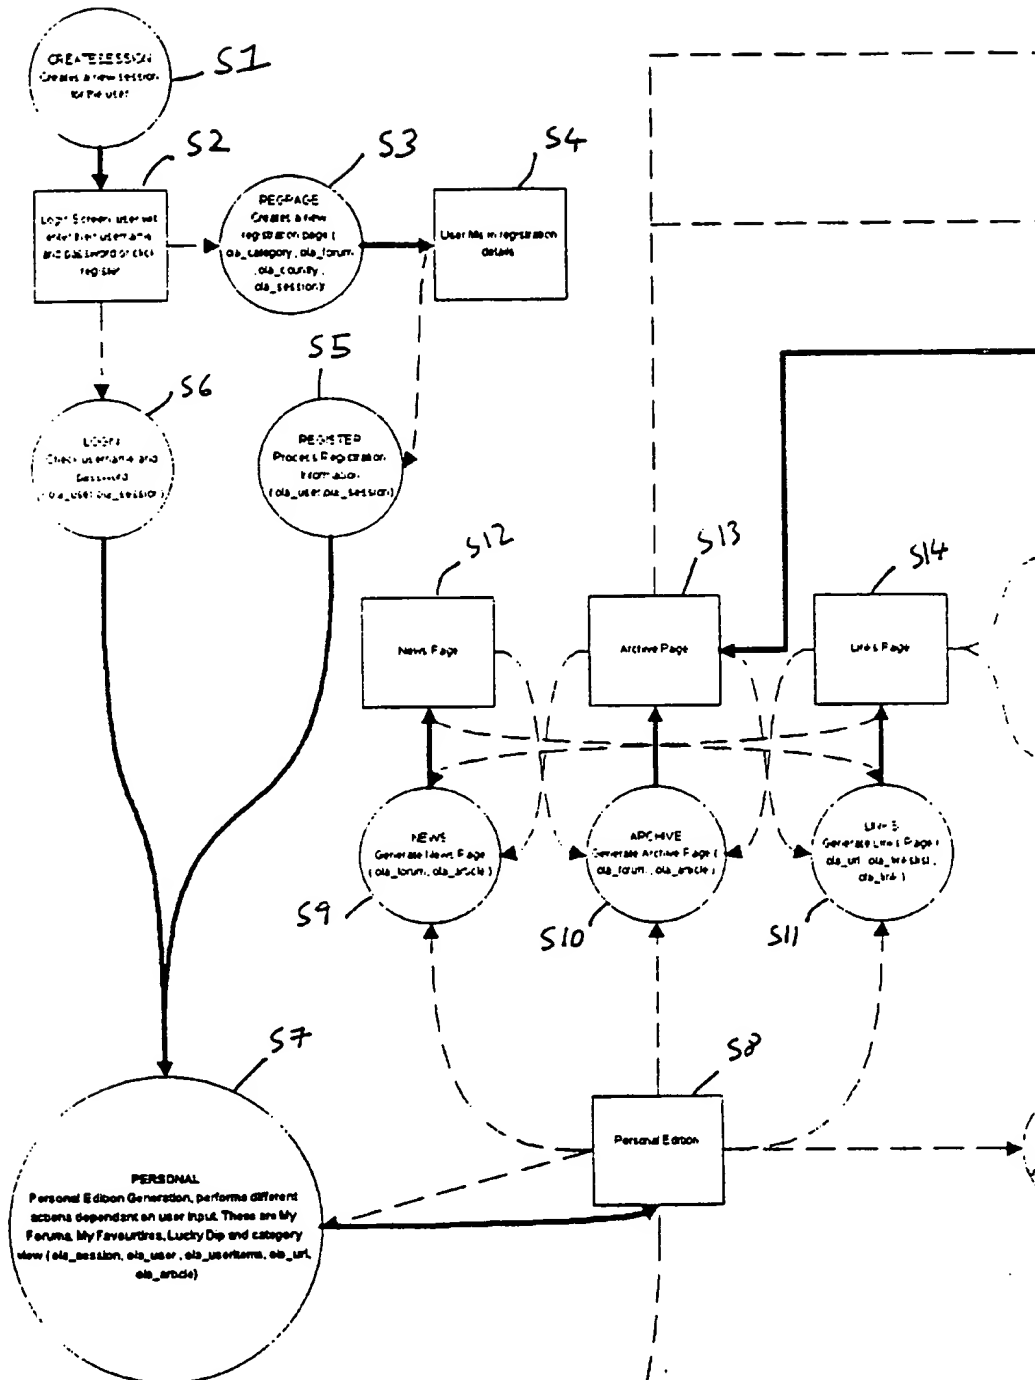 CREATESESSION
Creates a new session
for the user
S1
S2
Login Screen, user will
enter their username
and password or click
register
S3
REGPAGE
Creates a new
registration page (
ola_category, ola_forum
, ola_country,
ola_session)
S4
User fills in registration
details
S5
REGISTER
Process Registration
Information
(ola_user, ola_session)
S6
LOGIN
Check username and
password
(ola_user, ola_session)
S12
News Page
S13
Archive Page
S14
Links Page
NEWS
Generate News Page
(ola_forum, ola_article)
S9
ARCHIVE
Generate Archive Page (
ola_forum, ola_article)
S10
LINKS
Generate Links Page (
ola_url, ola_linkslist,
ola_link)
S11
S7
PERSONAL
Personal Edition Generation, performs different
actions dependant on user input. These are My
Forums, My Favourtires, Lucky Dip and category
view (ola_session, ola_user, ola_useritems, ola_url,
ola_article)
S8
Personal Edition